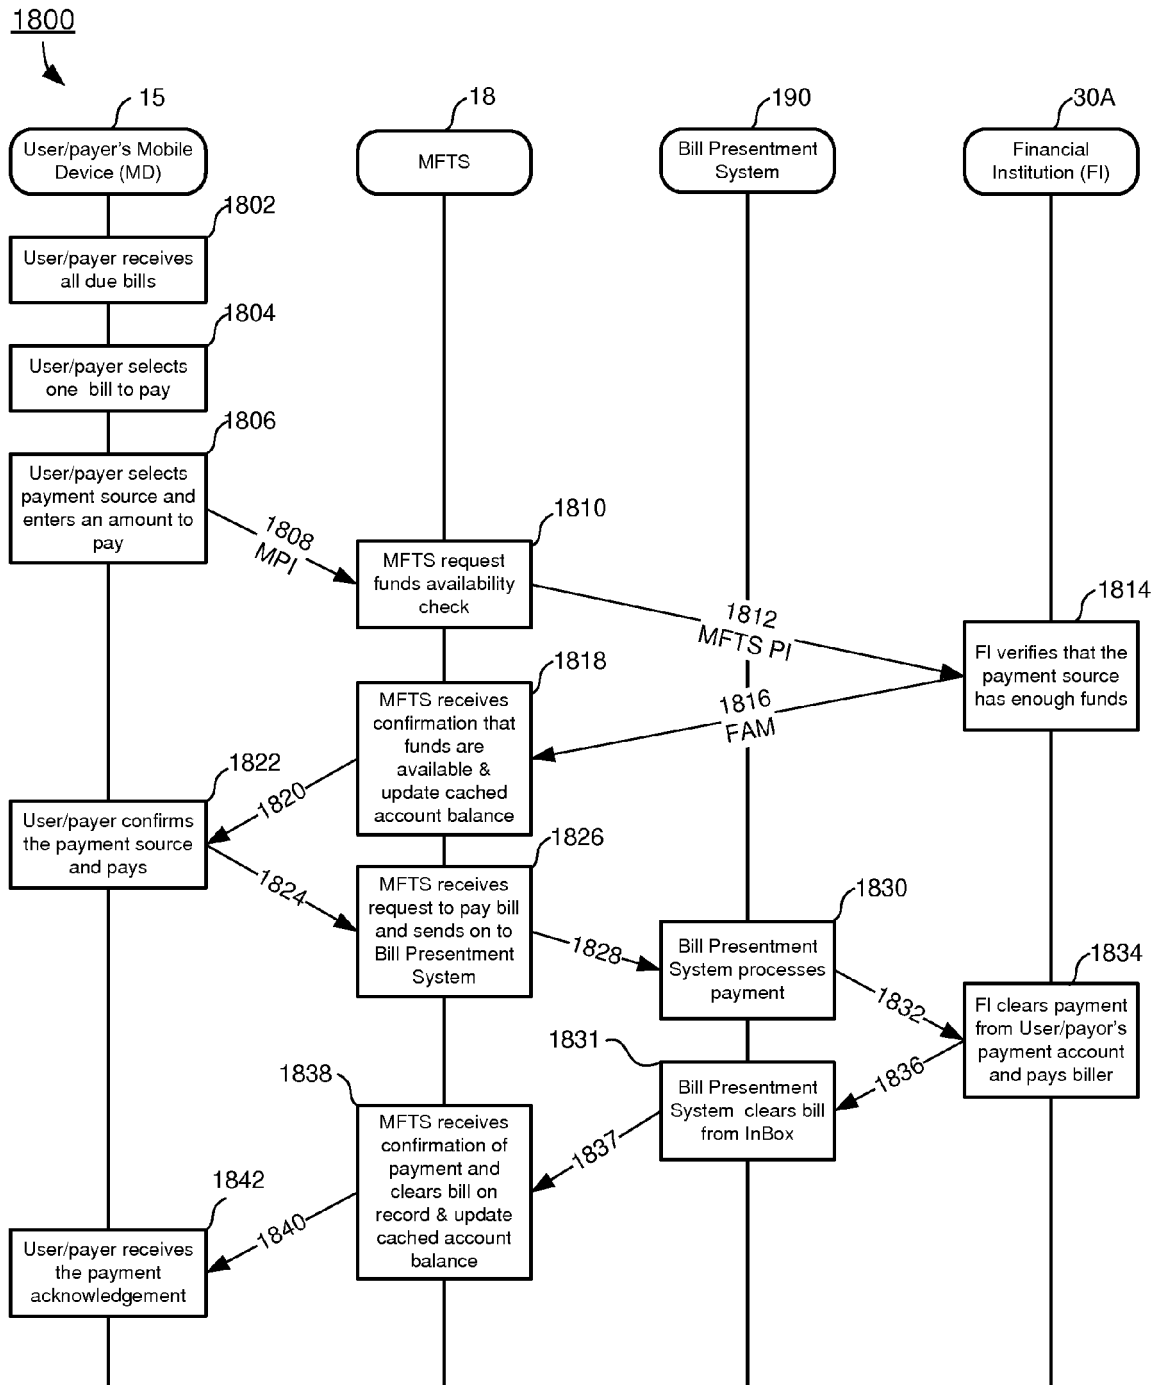 1800
15
18
190
30A
User/payer's Mobile
Device (MD)
MFTS
Bill Presentment
System
Financial
Institution (FI)
1802
User/payer receives
all due bills
1804
User/payer selects
one bill to pay
1806
User/payer selects
payment source and
enters an amount to
pay
1808
MPI
1810
MFTS request
funds availability
check
1812
MFTS PI
1814
FI verifies that the
payment source
has enough funds
1816
FAM
1818
MFTS receives
confirmation that
funds are
available &
update cached
account balance
1820
1822
User/payer confirms
the payment source
and pays
1824
1826
MFTS receives
request to pay bill
and sends on to
Bill Presentment
System
1828
1830
Bill Presentment
System processes
payment
1832
1834
FI clears payment
from User/payor's
payment account
and pays biller
1836
1831
Bill Presentment
System clears bill
from InBox
1837
1838
MFTS receives
confirmation of
payment and
clears bill on
record & update
cached account
balance
1840
1842
User/payer receives
the payment
acknowledgement